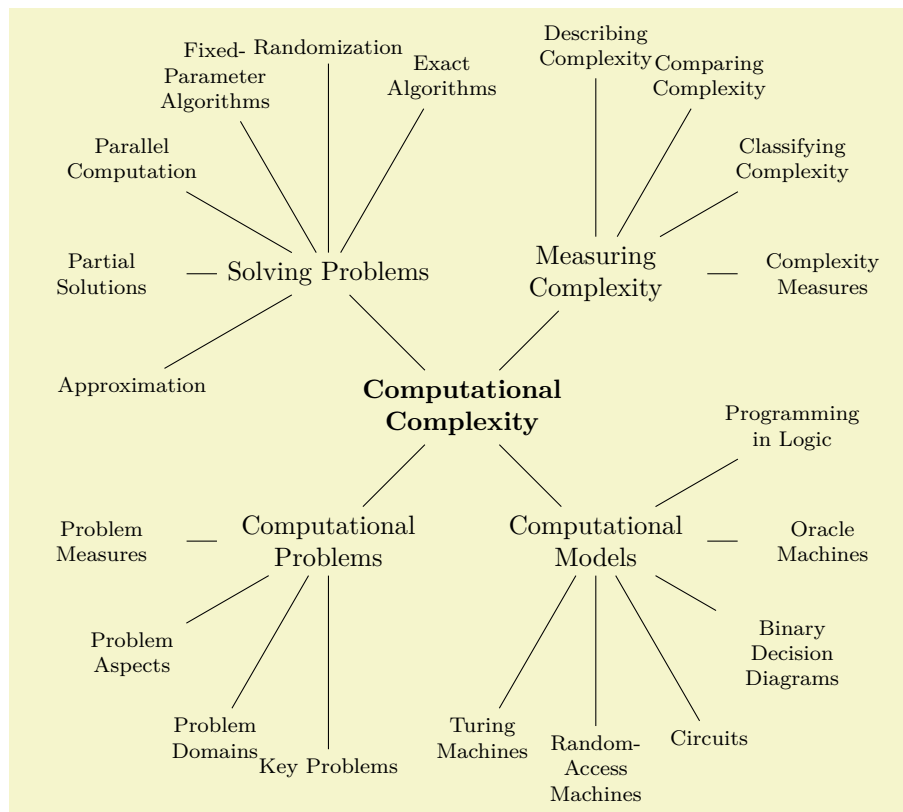 Fixed-
Parameter
Algorithms
Randomization
Exact
Algorithms
Parallel
Computation
Partial
Solutions
Solving Problems
Approximation
Describing
Complexity
Comparing
Complexity
Classifying
Complexity
Measuring
Complexity
Complexity
Measures
Computational
Complexity
Computational
Problems
Problem
Measures
Problem
Aspects
Problem
Domains
Key Problems
Computational
Models
Programming
in Logic
Oracle
Machines
Binary
Decision
Diagrams
Circuits
Random-
Access
Machines
Turing
Machines